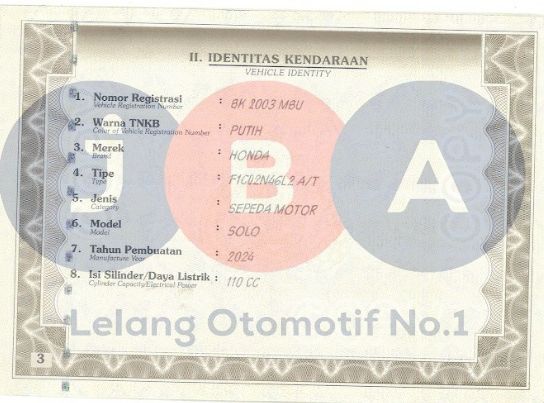 II. IDENTITAS KENDARAAN
VEHICLE IDENTITY
1. Nomor Registrasi : BK 2003 MBU
Vehicle Registration Number
2. Warna TNKB : PUTIH
Color of Vehicle Registration Number
3. Merek : HONDA
Brand
4. Tipe : F1C02N46L2 A/T
Type
5. Jenis : SEPEDA MOTOR
Category
6. Model : SOLO
Model
7. Tahun Pembuatan : 2024
Manufacture Year
8. Isi Silinder/Daya Listrik : 110 CC
Cylinder Capacity/Electrical Power
j B A
Lelang Otomotif No.1
3